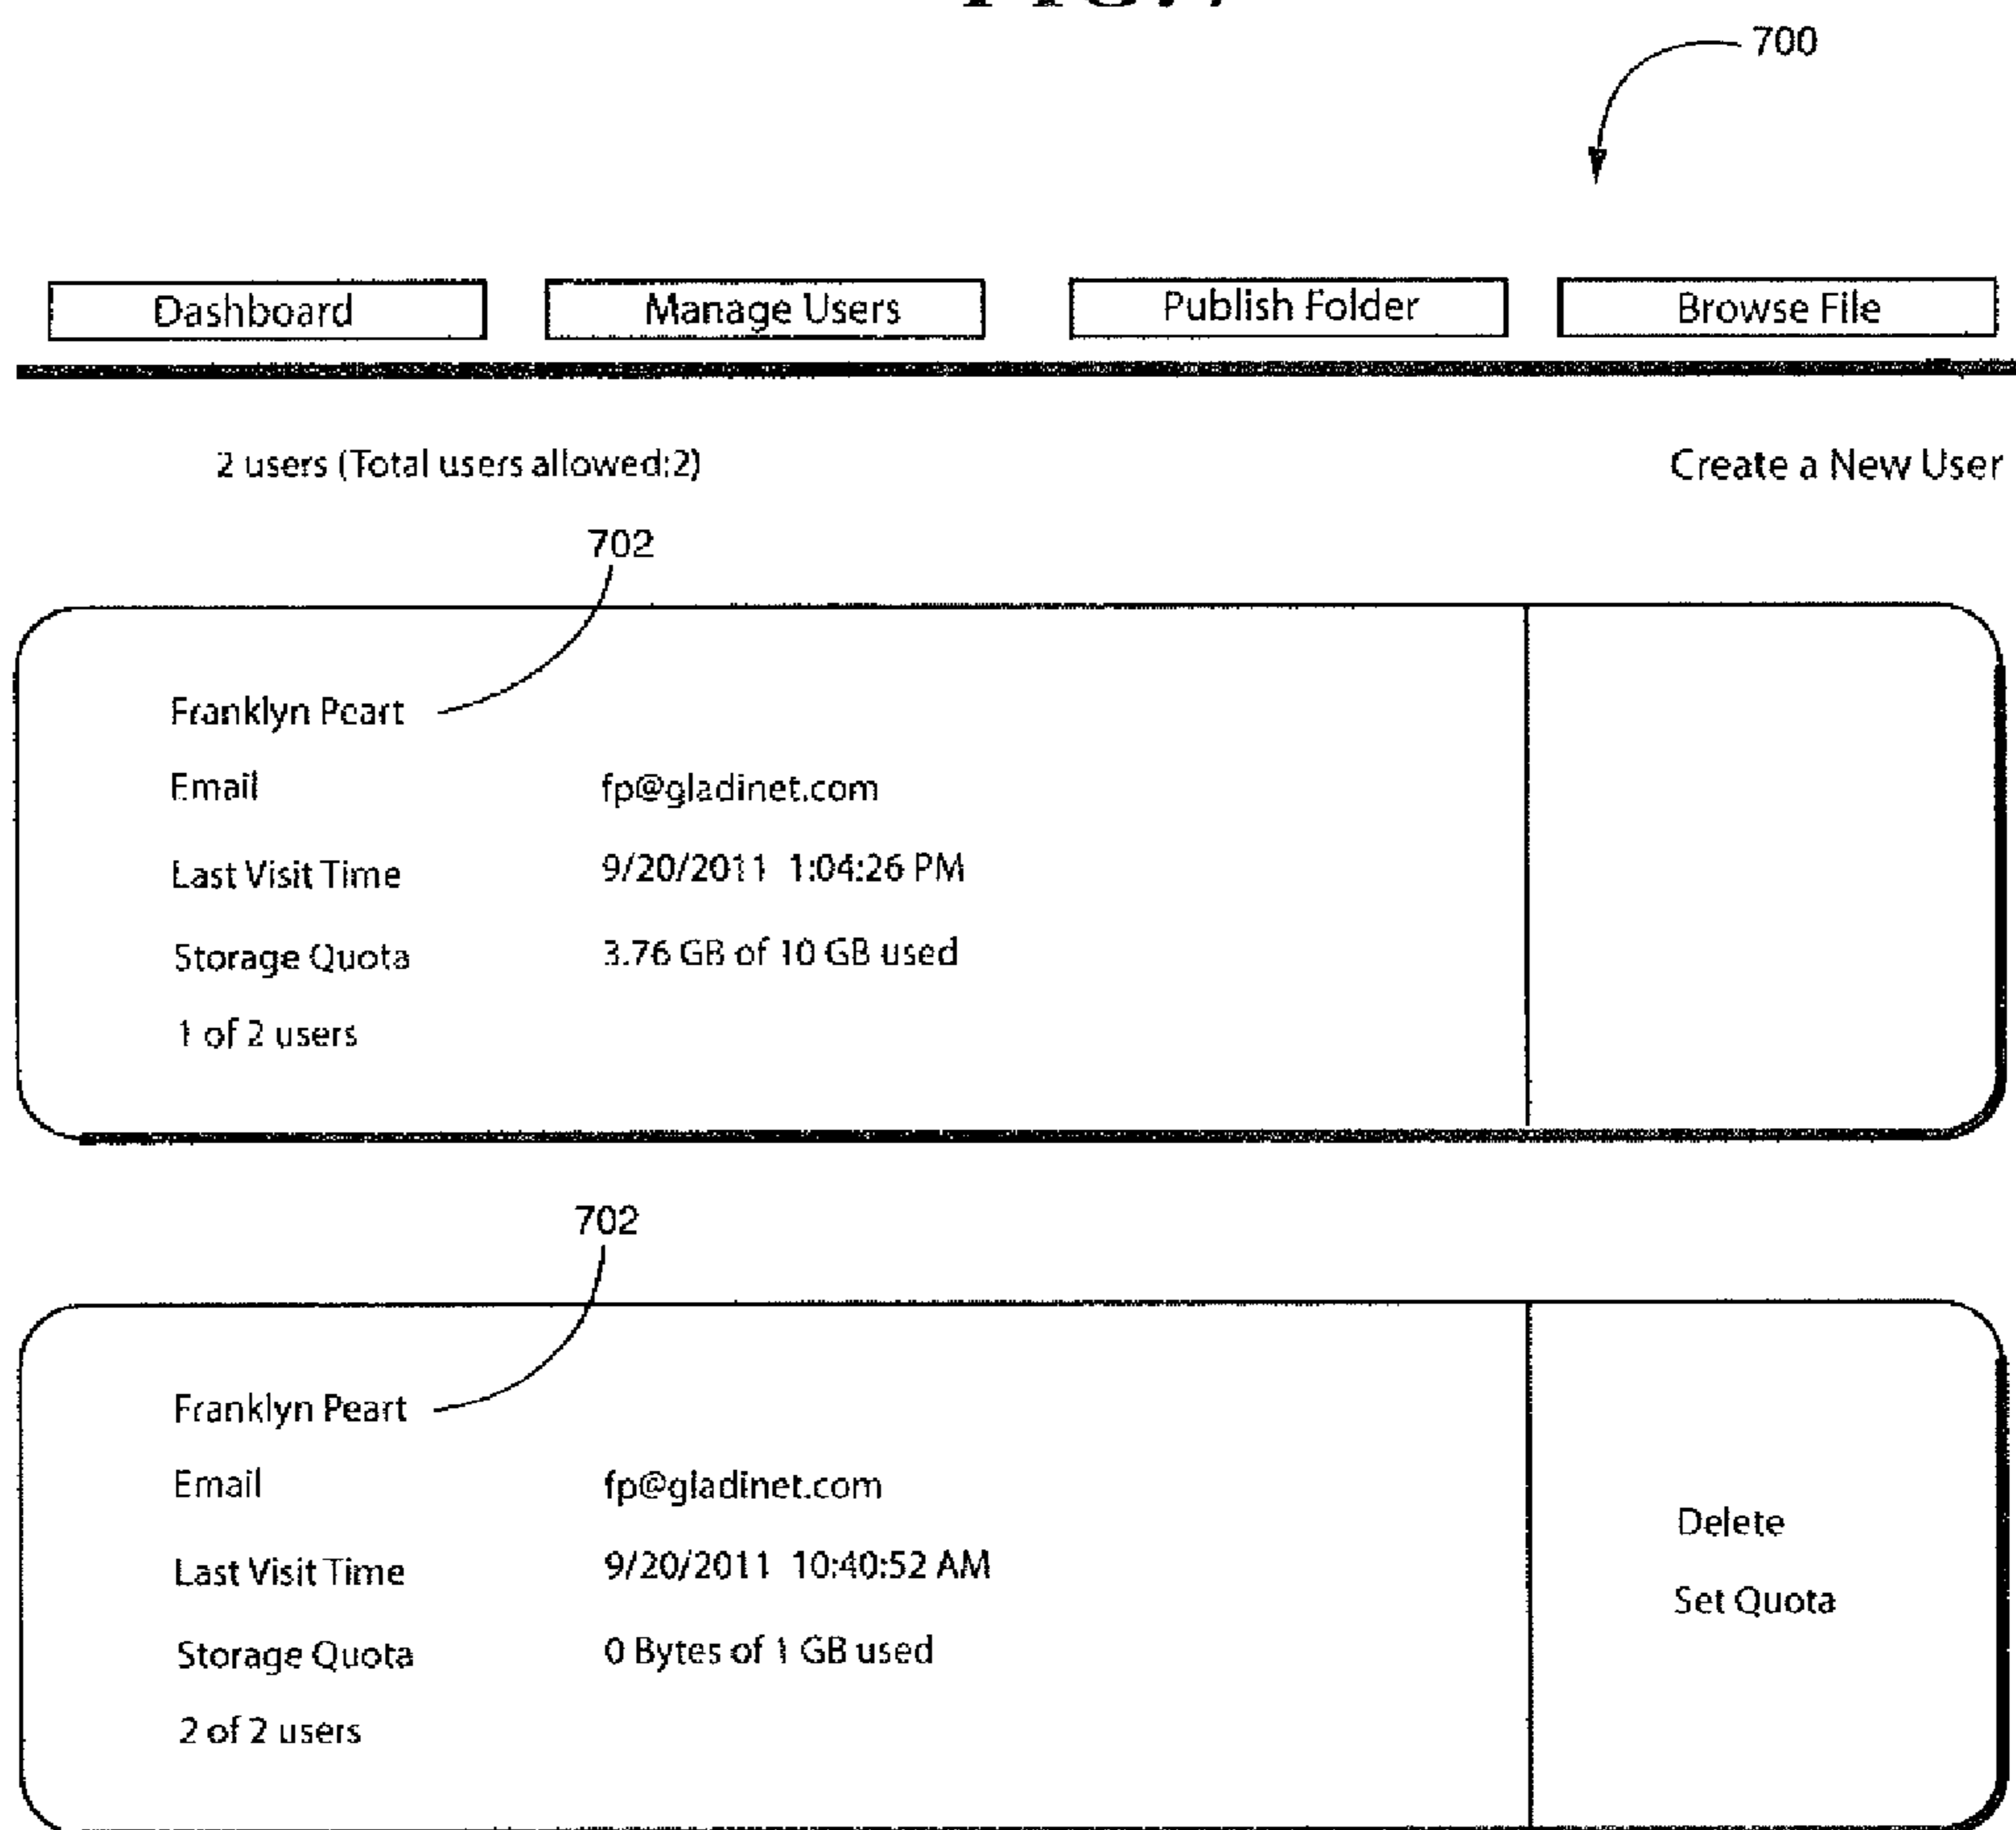 700
Dashboard Manage Users Publish Folder Browse File
2 users (Total users allowed:2) Create a New User
702
Franklyn Peart
Email fp@gladinet.com
Last Visit Time 9/20/2011 1:04:26 PM
Storage Quota 3.76 GB of 10 GB used
1 of 2 users
702
Franklyn Peart
Email fp@gladinet.com
Last Visit Time 9/20/2011 10:40:52 AM
Storage Quota 0 Bytes of 1 GB used
2 of 2 users
Delete
Set Quota